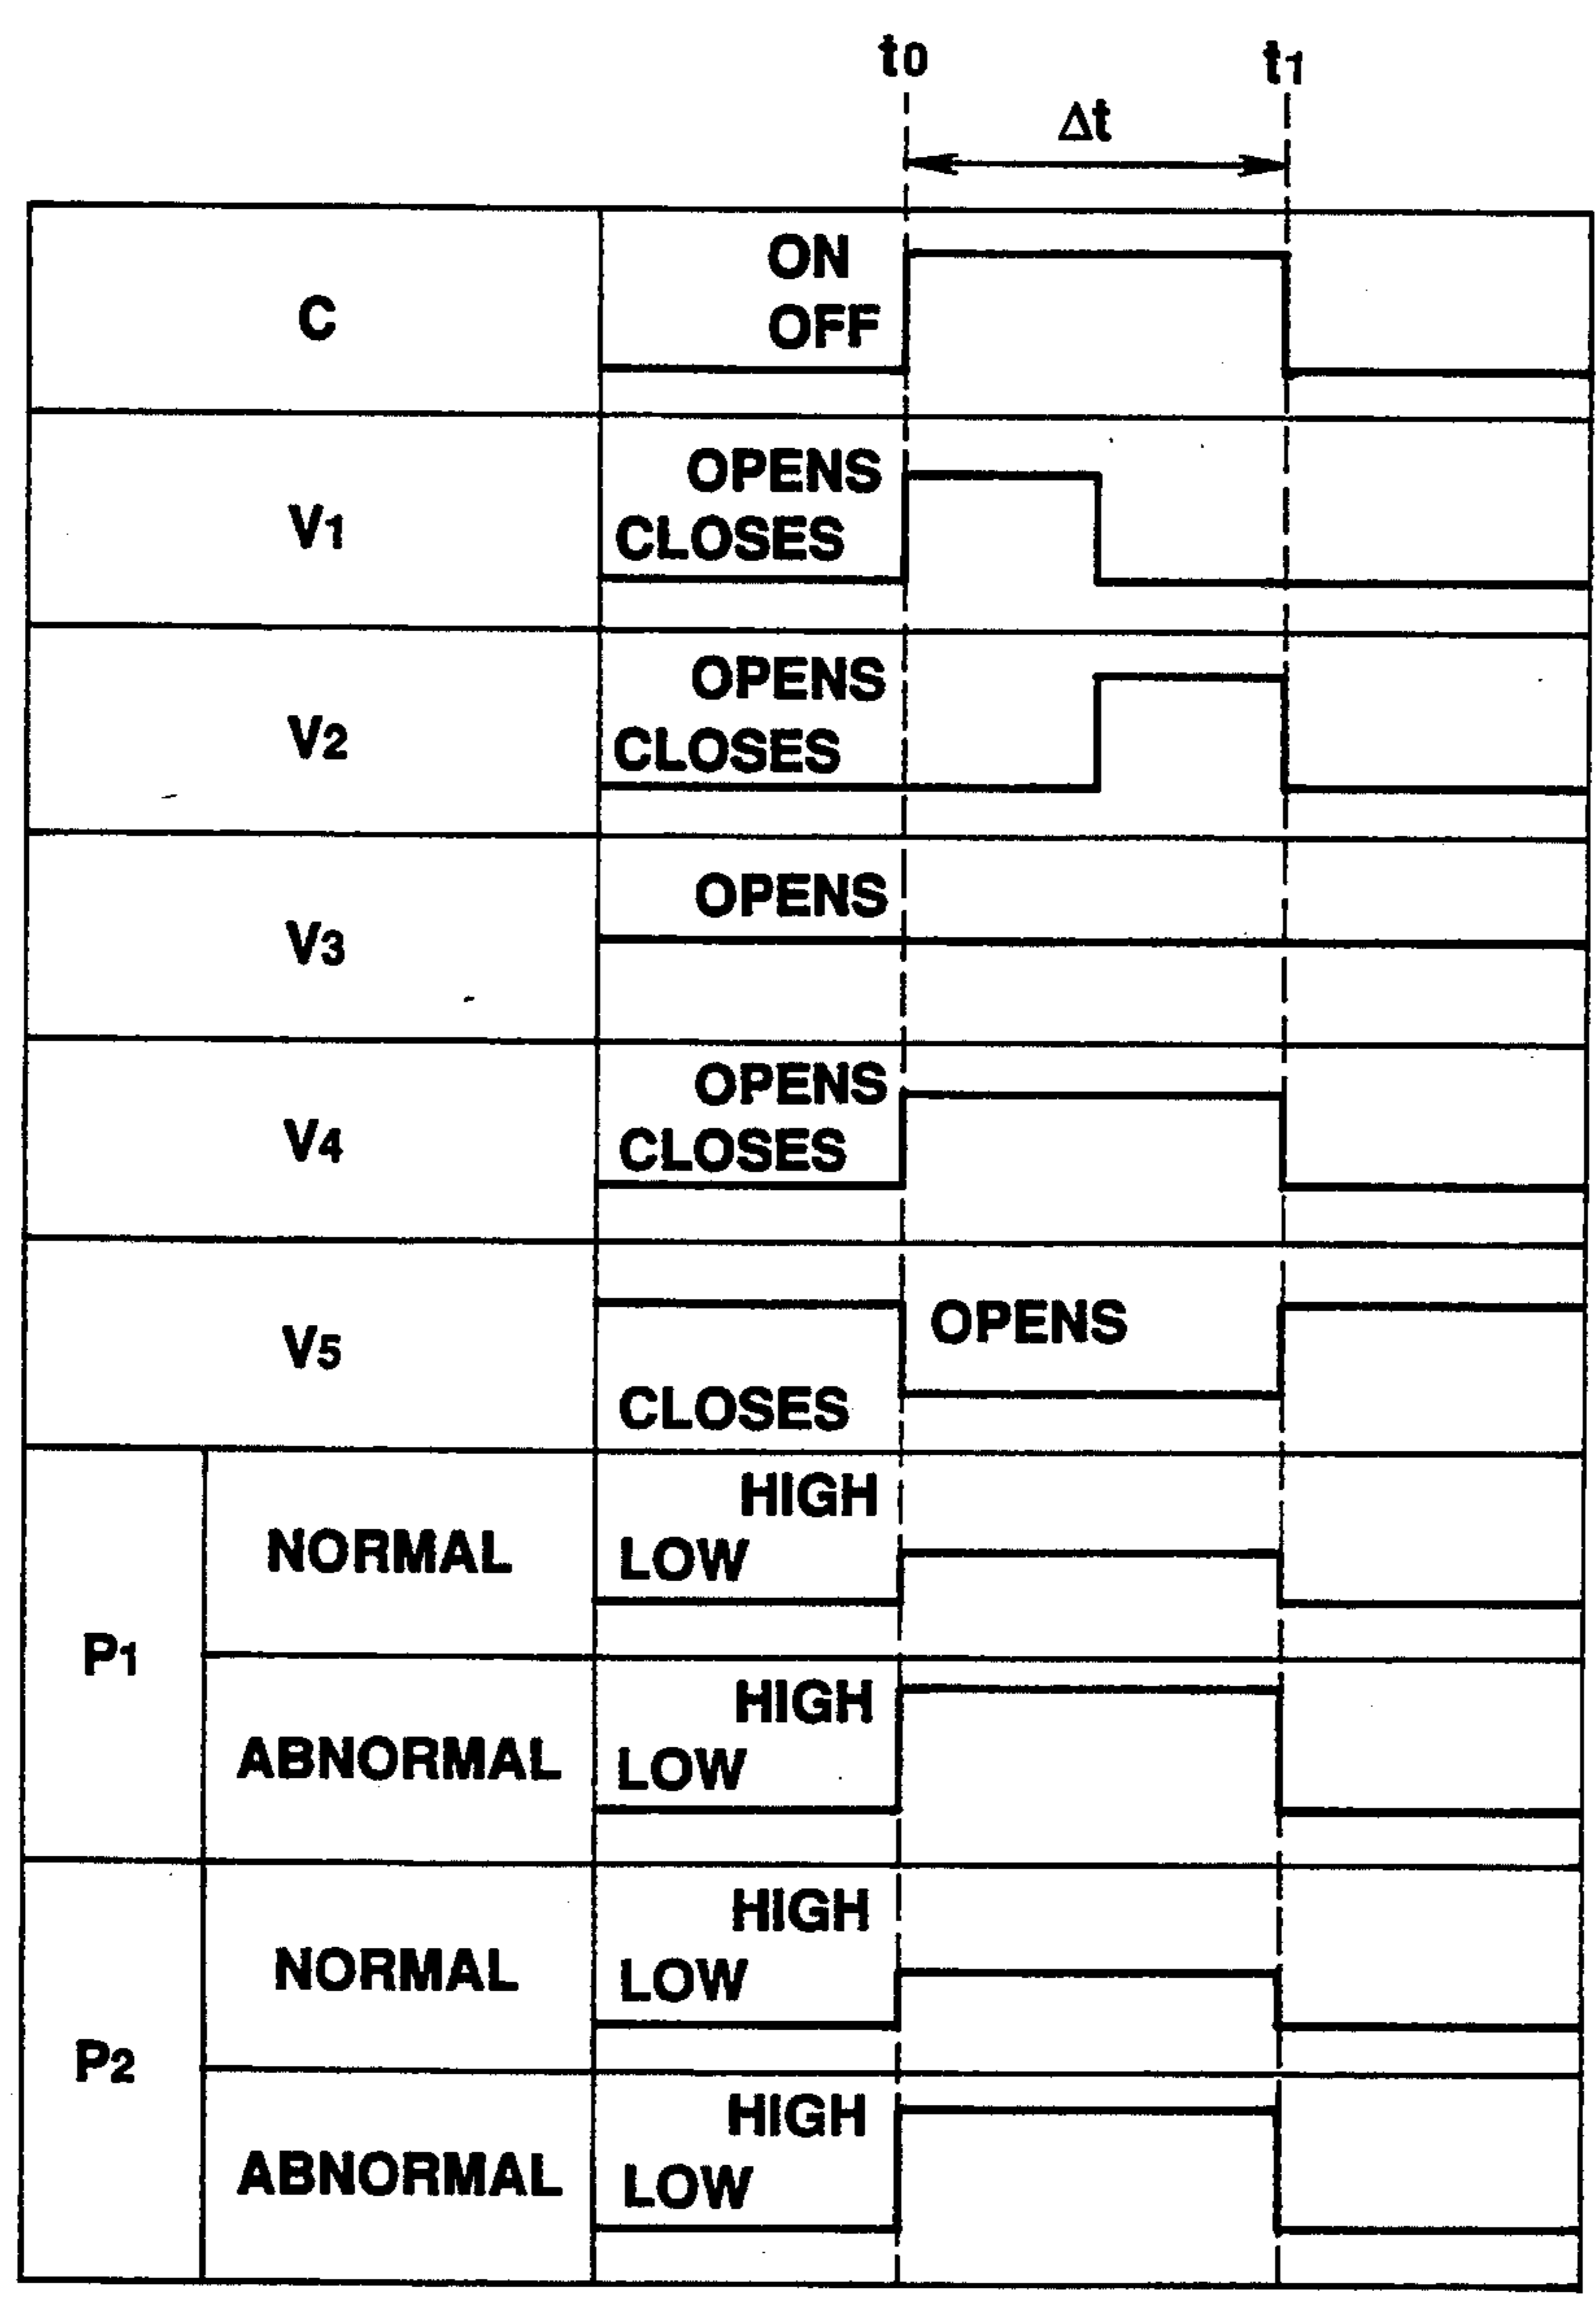 t0 t1
Δt
C
ON
OFF
V1
OPENS
CLOSES
V2
OPENS
CLOSES
V3
OPENS
V4
OPENS
CLOSES
V5
OPENS
CLOSES
P1
NORMAL
HIGH
LOW
ABNORMAL
HIGH
LOW
P2
NORMAL
HIGH
LOW
ABNORMAL
HIGH
LOW